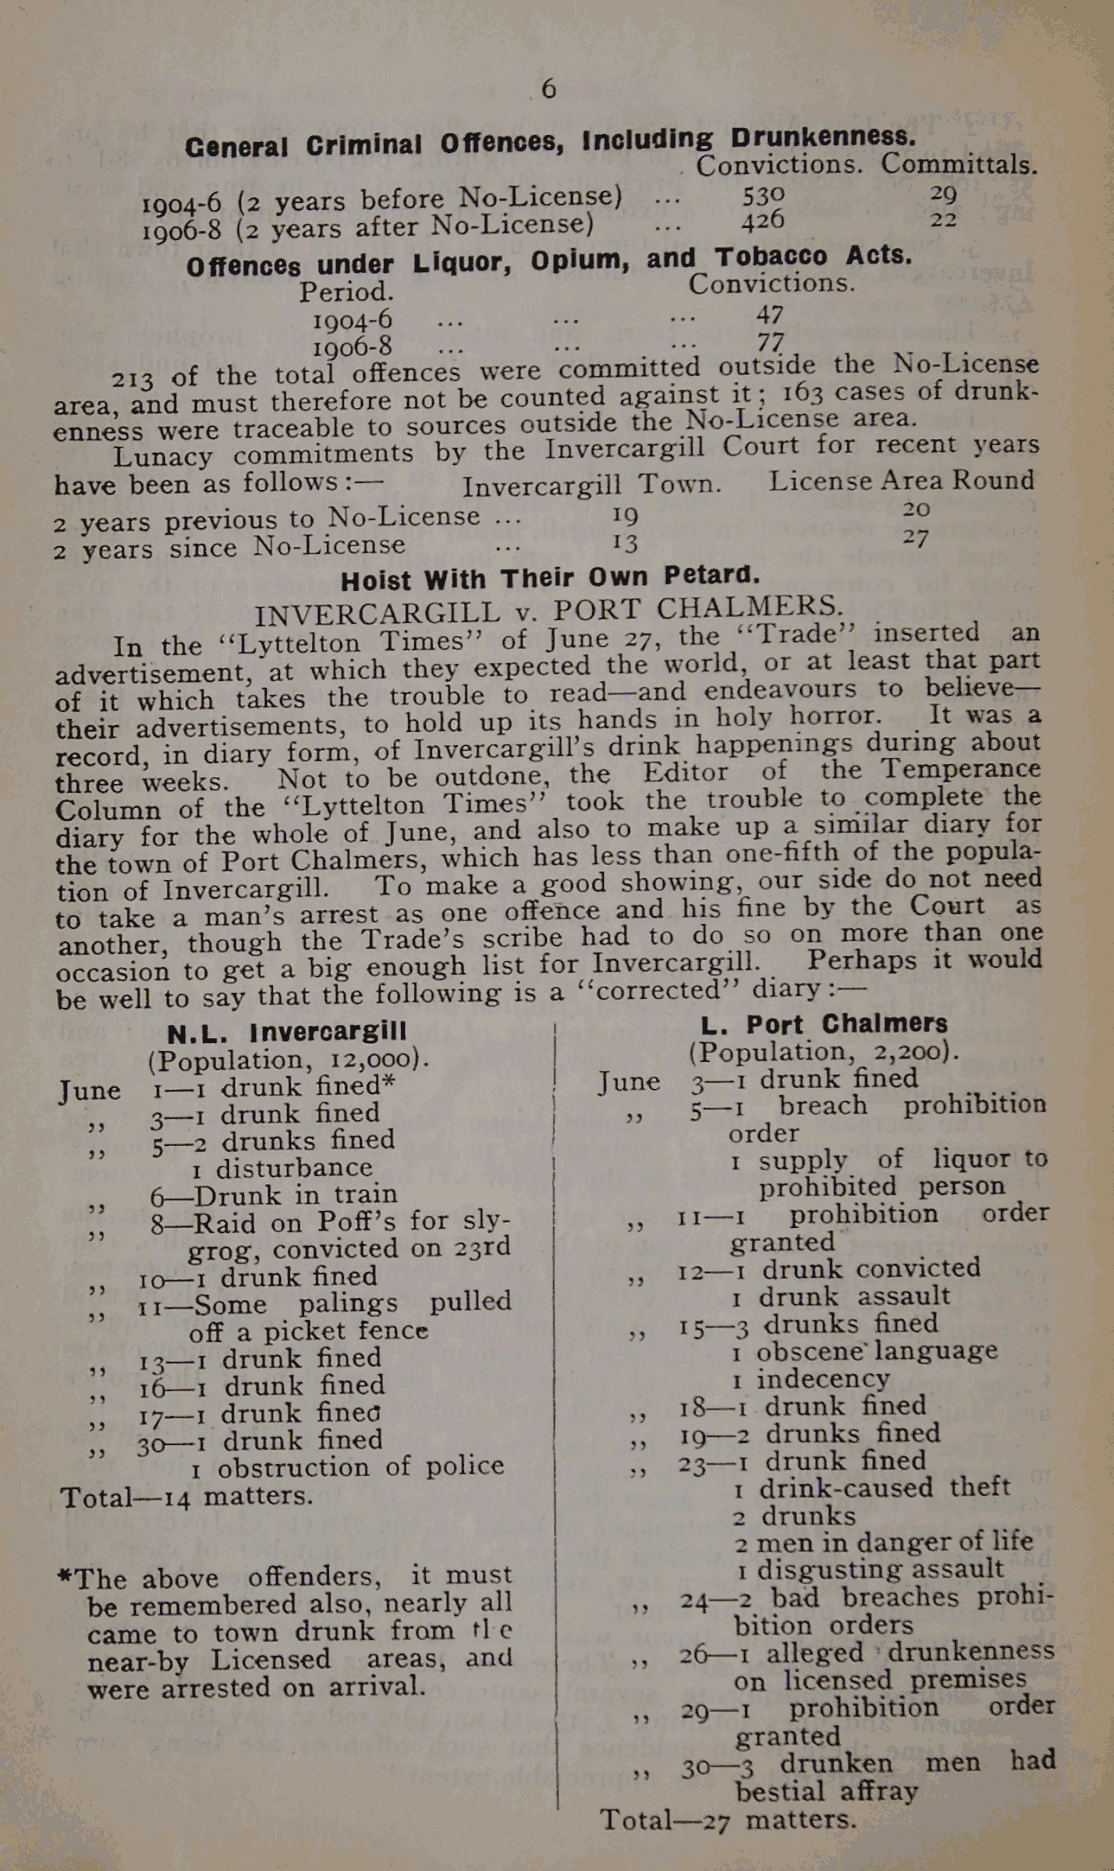 6
General Criminal Offences, Including Drunkenness.
Convictions. Committals.
1904-6 (2 years before No-License) ... 530 29
1906-8 (2 years after No-License) ... 426 22
Offences under Liquor, Opium, and Tobacco Acts.
Period. Convictions.
1904-6 ... ... ... 47
1906-8 ... ... ... 77
213 of the total offences were committed outside the No-License
area, and must therefore not be counted against it; 163 cases of drunk-
enness were traceable to sources outside the No-License area.
Lunacy commitments by the Invercargill Court for recent years
have been as follows:— Invercargill Town. License Area Round
2 years previous to No-License ... 19 20
2 years since No-License ... 13 27
Hoist With Their Own Petard.
INVERCARGILL v. PORT CHALMERS.
In the "Lyttelton Times" of June 27, the "Trade" inserted an
advertisement, at which they expected the world, or at least that part
of it which takes the trouble to read—and endeavours to believe—
their advertisements, to hold up its hands in holy horror. It was a
record, in diary form, of Invercargill's drink happenings during about
three weeks. Not to be outdone, the Editor of the Temperance
Column of the "Lyttelton Times" took the trouble to complete the
diary for the whole of June, and also to make up a similar diary for
the town of Port Chalmers, which has less than one-fifth of the popula-
tion of Invercargill. To make a good showing, our side do not need
to take a man's arrest as one offence and his fine by the Court as
another, though the Trade's scribe had to do so on more than one
occasion to get a big enough list for Invercargill. Perhaps it would
be well to say that the following is a "corrected" diary:—
N.L. Invercargill
(Population, 12,000).
June 1—1 drunk fined*
,, 3—1 drunk fined
,, 5—2 drunks fined
1 disturbance
,, 6—Drunk in train
,, 8—Raid on Poff's for sly-
grog, convicted on 23rd
,, 10—1 drunk fined
,, 11—Some palings pulled
off a picket fence
,, 13—1 drunk fined
,, 16—1 drunk fined
,, 17—1 drunk fined
,, 30—1 drunk fined
1 obstruction of police
Total—14 matters.
*The above offenders, it must
be remembered also, nearly all
came to town drunk from the
near-by Licensed areas, and
were arrested on arrival.
L. Port Chalmers
(Population, 2,200).
June 3—1 drunk fined
,, 5—1 breach prohibition
order
1 supply of liquor to
prohibited person
,, 11—1 prohibition order
granted
,, 12—1 drunk convicted
1 drunk assault
,, 15—3 drunks fined
1 obscene language
1 indecency
,, 18—1 drunk fined
,, 19—2 drunks fined
,, 23—1 drunk fined
1 drink-caused theft
2 drunks
2 men in danger of life
1 disgusting assault
,, 24—2 bad breaches prohi-
bition orders
,, 26—1 alleged drunkenness
on licensed premises
,, 29—1 prohibition order
granted
,, 30—3 drunken men had
bestial affray
Total—27 matters.